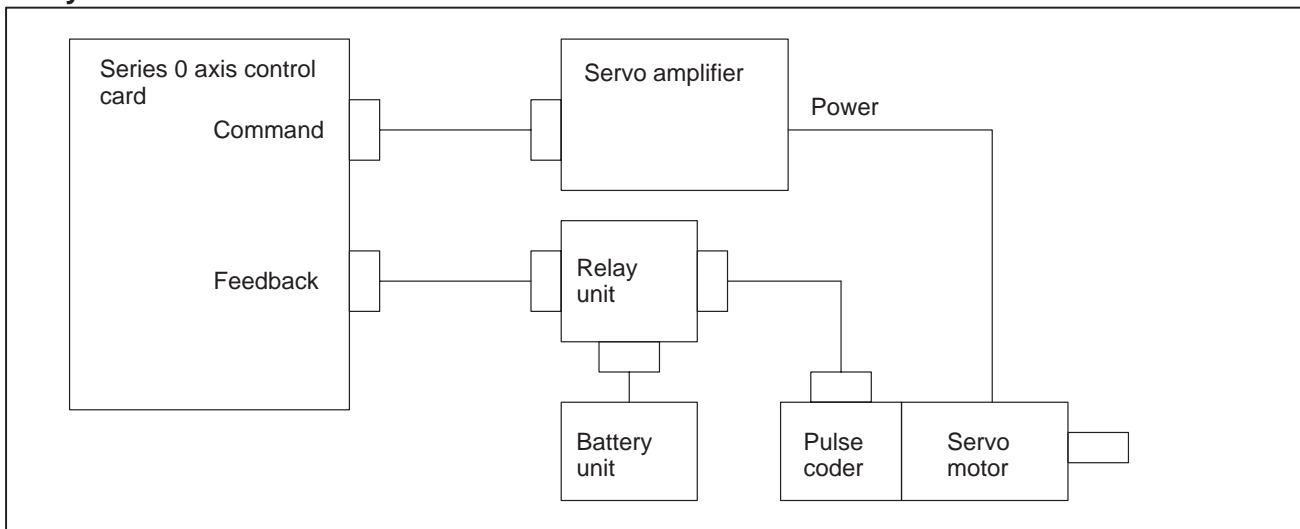 Series 0 axis control
card
Command
Feedback
Servo amplifier
Power
Relay
unit
Battery
unit
Pulse
coder
Servo
motor